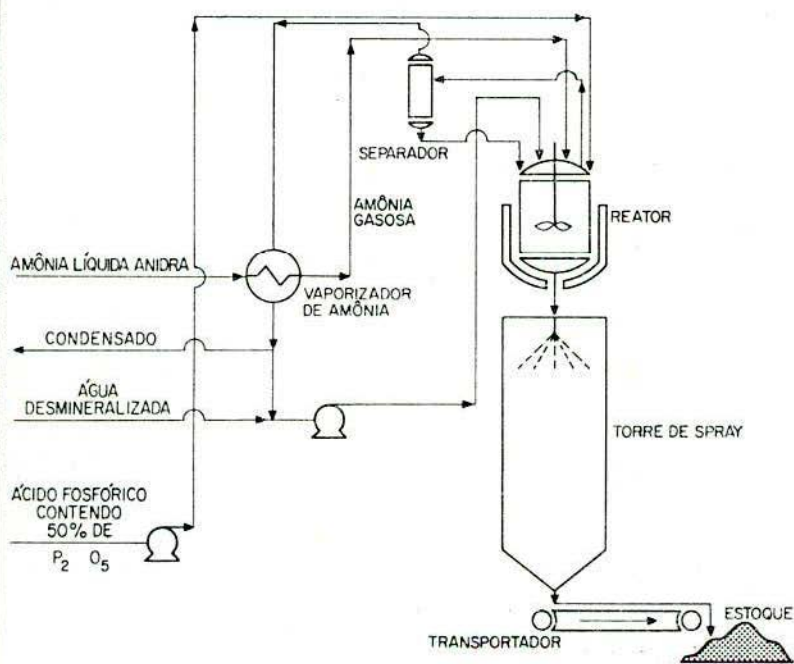 SEPARADOR
AMÔNIA
GASOSA
REATOR
AMÔNIA LÍQUIDA ANIDRA
VAPORIZADOR
DE AMÔNIA
CONDENSADO
ÁGUA
DESMINERALIZADA
TORRE DE SPRAY
ÁCIDO FOSFÓRICO
CONTENDO
50% DE
P2 O5
ESTOQUE
TRANSPORTADOR